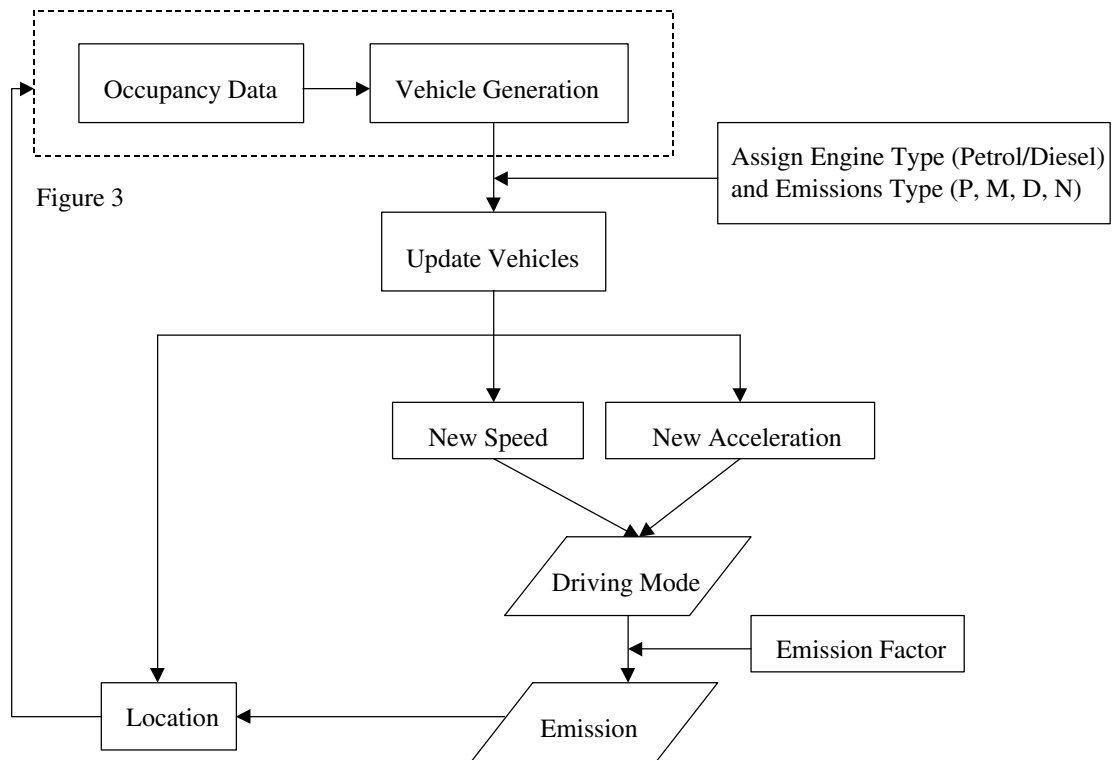 Occupancy Data
Vehicle Generation
Assign Engine Type (Petrol/Diesel)
and Emissions Type (P, M, D, N)
Figure 3
Update Vehicles
New Speed
New Acceleration
Driving Mode
Emission Factor
Location
Emission